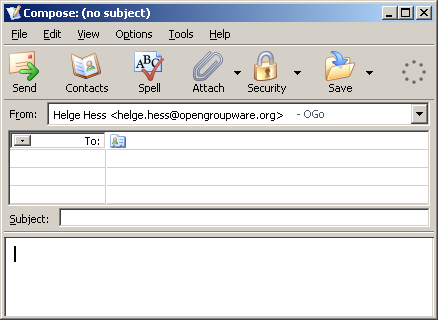 Compose: (no subject)
File Edit View Options Tools Help
Send Contacts Spell Attach Security Save
From: Helge Hess <helge.hess@opengroupware.org> - OGo
To:
Subject: